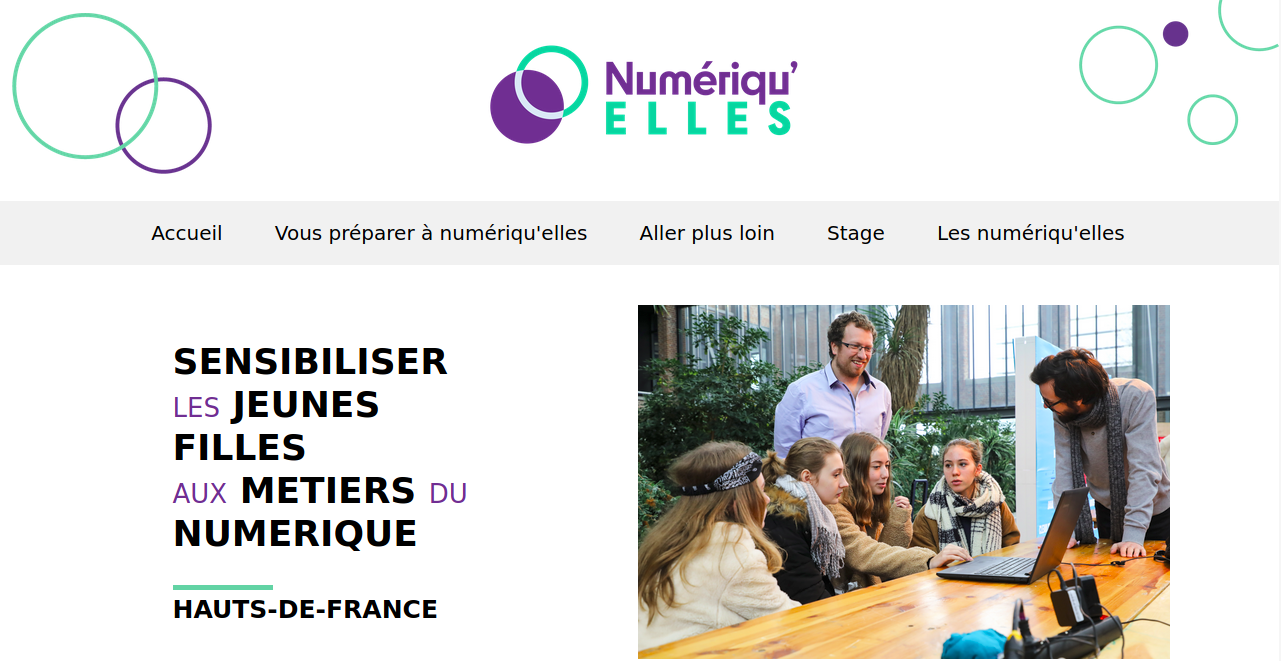 Numériqu'
ELLES
Accueil
Vous préparer à numériqu'elles
Aller plus loin
Stage
Les numériqu'elles
SENSIBILISER
LES JEUNES
FILLES
AUX METIERS DU
NUMERIQUE
HAUTS-DE-FRANCE